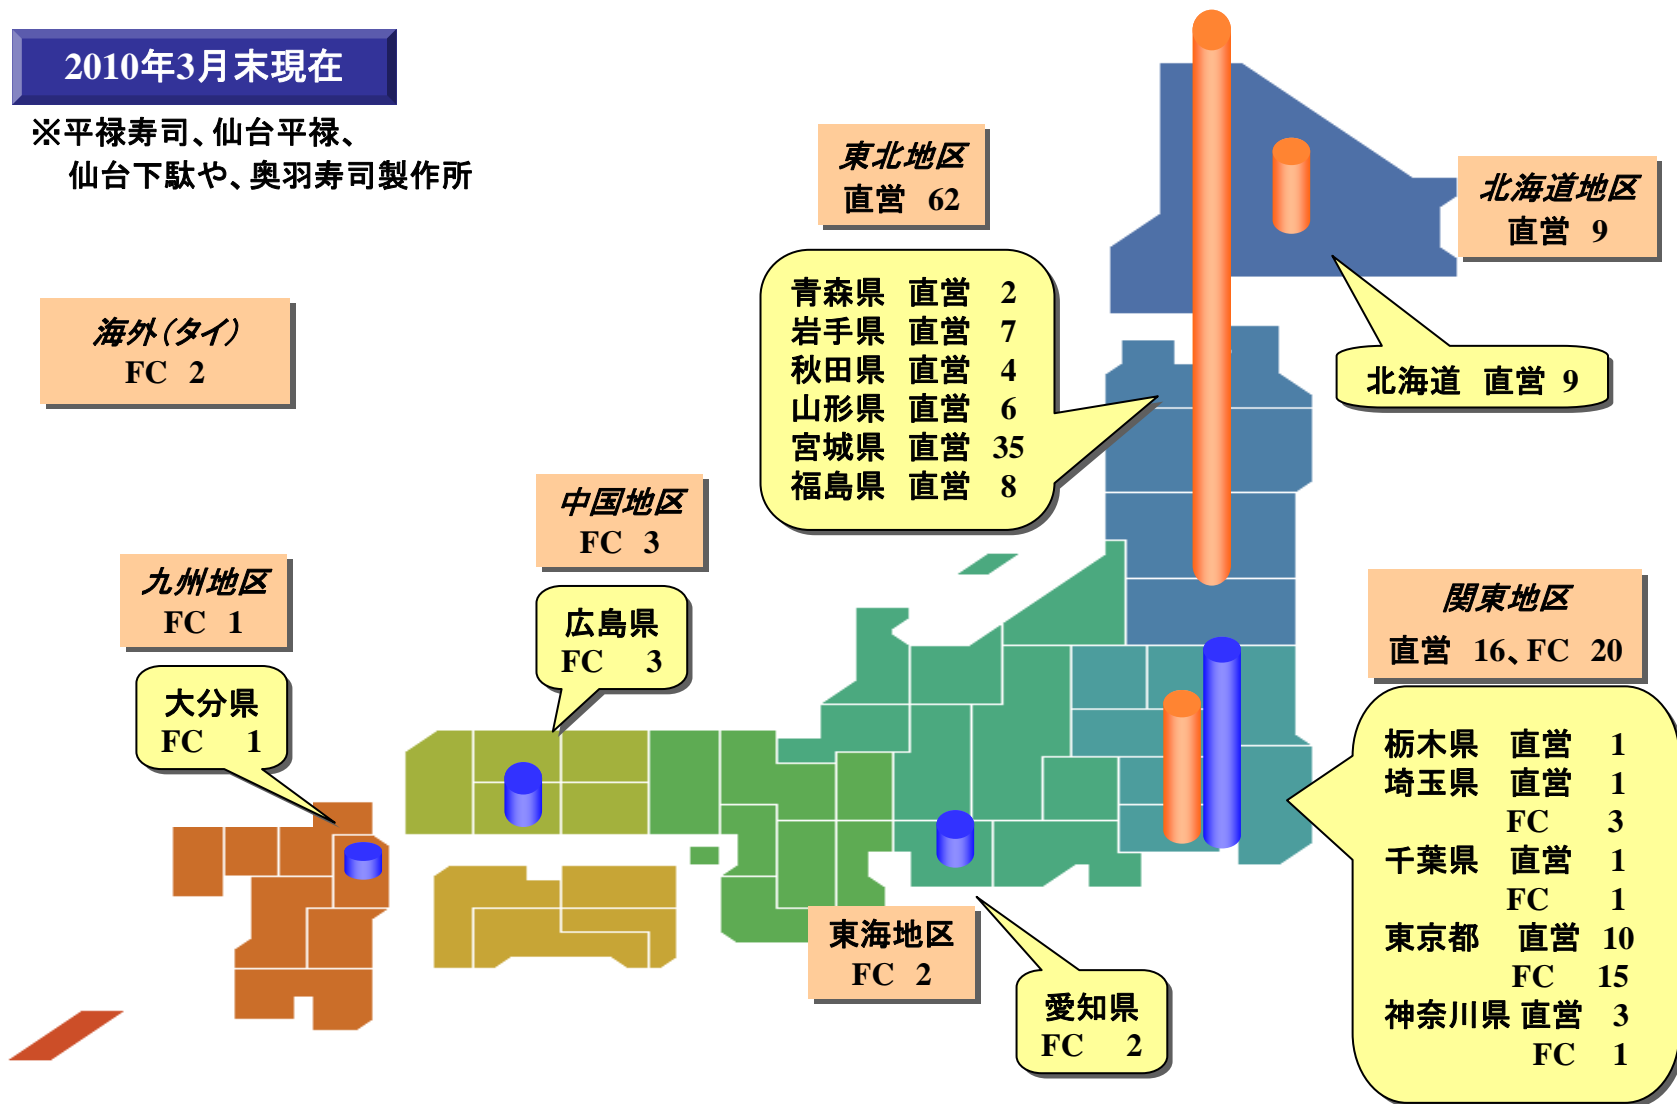 2010年3月末現在
※平禄寿司、仙台平禄、
仙台下駄や、奥羽寿司製作所
東北地区
直営 62
青森県 直営 2
岩手県 直営 7
秋田県 直営 4
山形県 直営 6
宮城県 直営 35
福島県 直営 8
北海道地区
直営 9
北海道 直営 9
海外(タイ)
FC 2
中国地区
FC 3
広島県
FC 3
九州地区
FC 1
大分県
FC 1
関東地区
直営 16、FC 20
栃木県 直営 1
埼玉県 直営 1
FC 3
千葉県 直営 1
FC 1
東京都 直営 10
FC 15
神奈川県 直営 3
FC 1
東海地区
FC 2
愛知県
FC 2